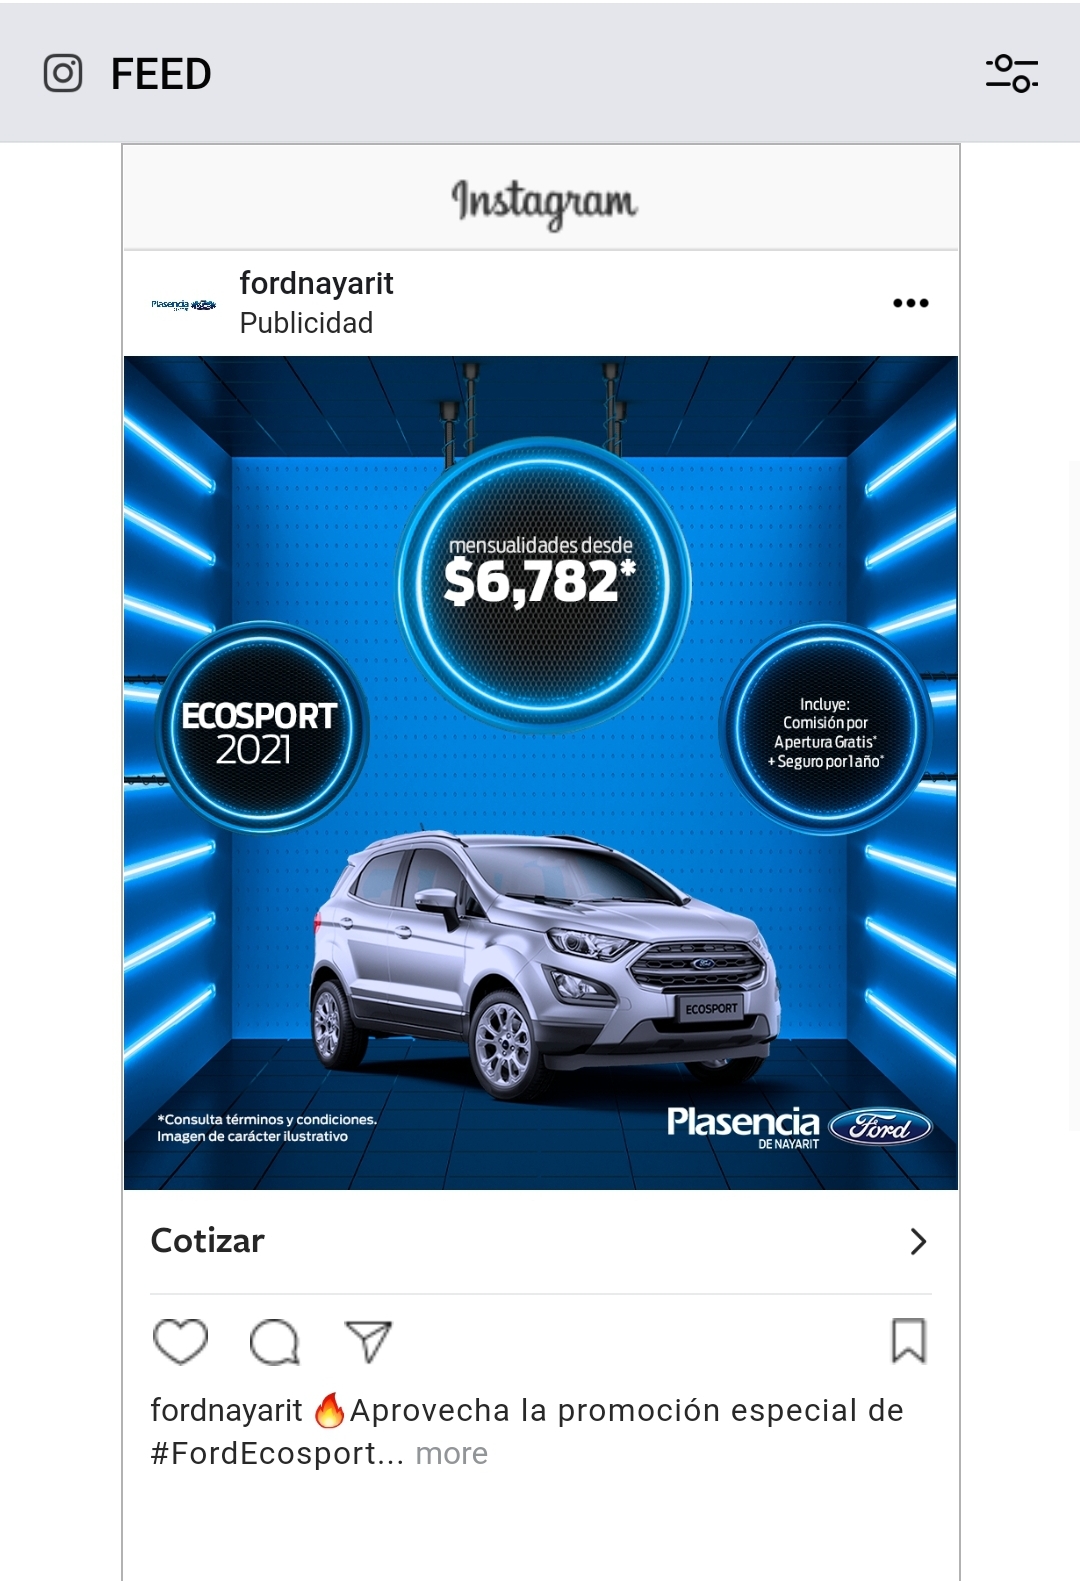 FEED
Instagram
Plasencia
fordnayarit
Publicidad
mensualidades desde
$6,782*
ECOSPORT
2021
Incluye:
Comisión por
Apertura Gratis*
+ Seguro por 1 año*
Ford
ECOSPORT
*Consulta términos y condiciones.
Imagen de carácter ilustrativo
Plasencia
DE NAYARIT
Ford
Cotizar
fordnayarit 🔥Aprovecha la promoción especial de
#FordEcosport... more